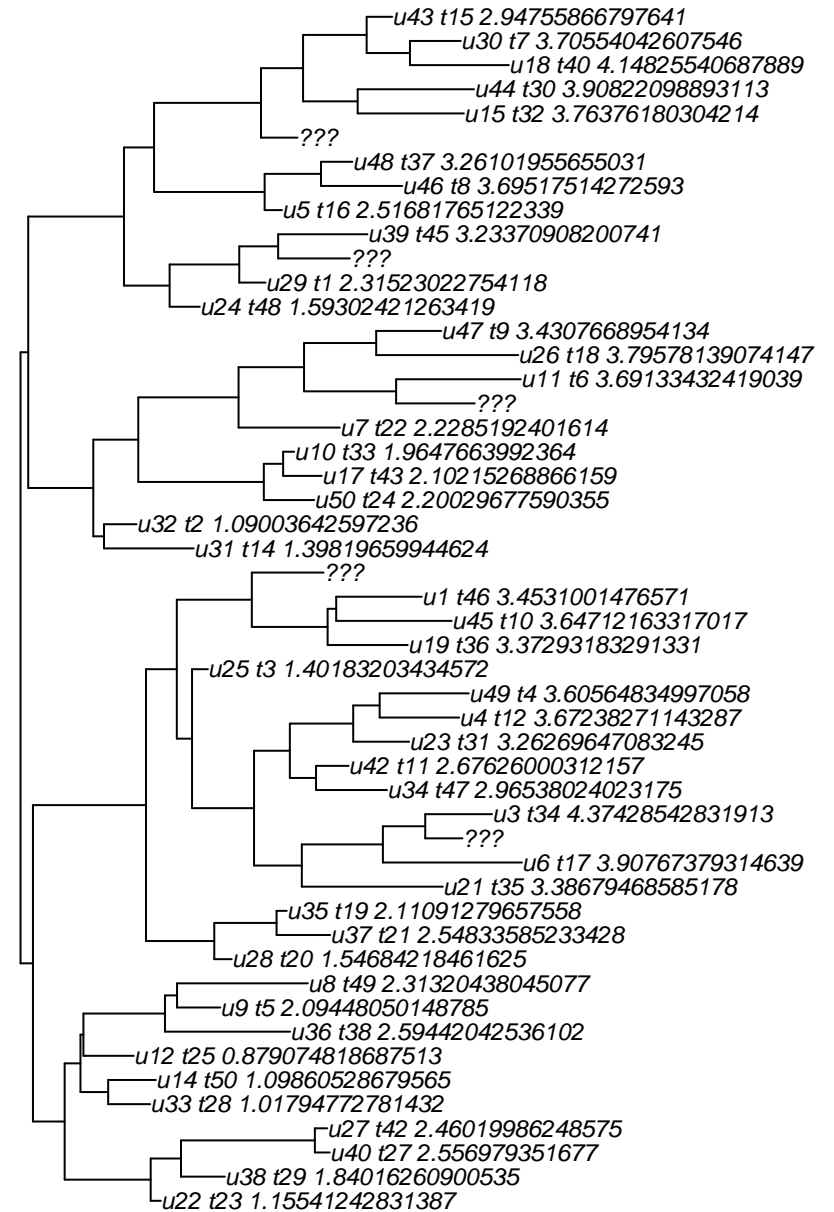 u43 t15 2.94755866797641
u30 t7 3.70554042607546
u18 t40 4.14825540687889
u44 t30 3.90822098893113
u15 t32 3.76376180304214
???
u48 t37 3.26101955655031
u46 t8 3.69517514272593
u5 t16 2.51681765122339
u39 t45 3.23370908200741
???
u29 t1 2.31523022754118
u24 t48 1.59302421263419
u47 t9 3.4307668954134
u26 t18 3.79578139074147
u11 t6 3.69133432419039
???
u7 t22 2.2285192401614
u10 t33 1.9647663992364
u17 t43 2.10215268866159
u50 t24 2.20029677590355
u32 t2 1.09003642597236
u31 t14 1.39819659944624
???
u1 t46 3.4531001476571
u45 t10 3.64712163317017
u19 t36 3.37293183291331
u25 t3 1.40183203434572
u49 t4 3.60564834997058
u4 t12 3.67238271143287
u23 t31 3.26269647083245
u42 t11 2.67626000312157
u34 t47 2.96538024023175
u3 t34 4.37428542831913
???
u6 t17 3.90767379314639
u21 t35 3.38679468585178
u35 t19 2.11091279657558
u37 t21 2.54833585233428
u28 t20 1.54684218461625
u8 t49 2.31320438045077
u9 t5 2.09448050148785
u36 t38 2.59442042536102
u12 t25 0.879074818687513
u14 t50 1.09860528679565
u33 t28 1.01794772781432
u27 t42 2.46019986248575
u40 t27 2.556979351677
u38 t29 1.84016260900535
u22 t23 1.15541242831387